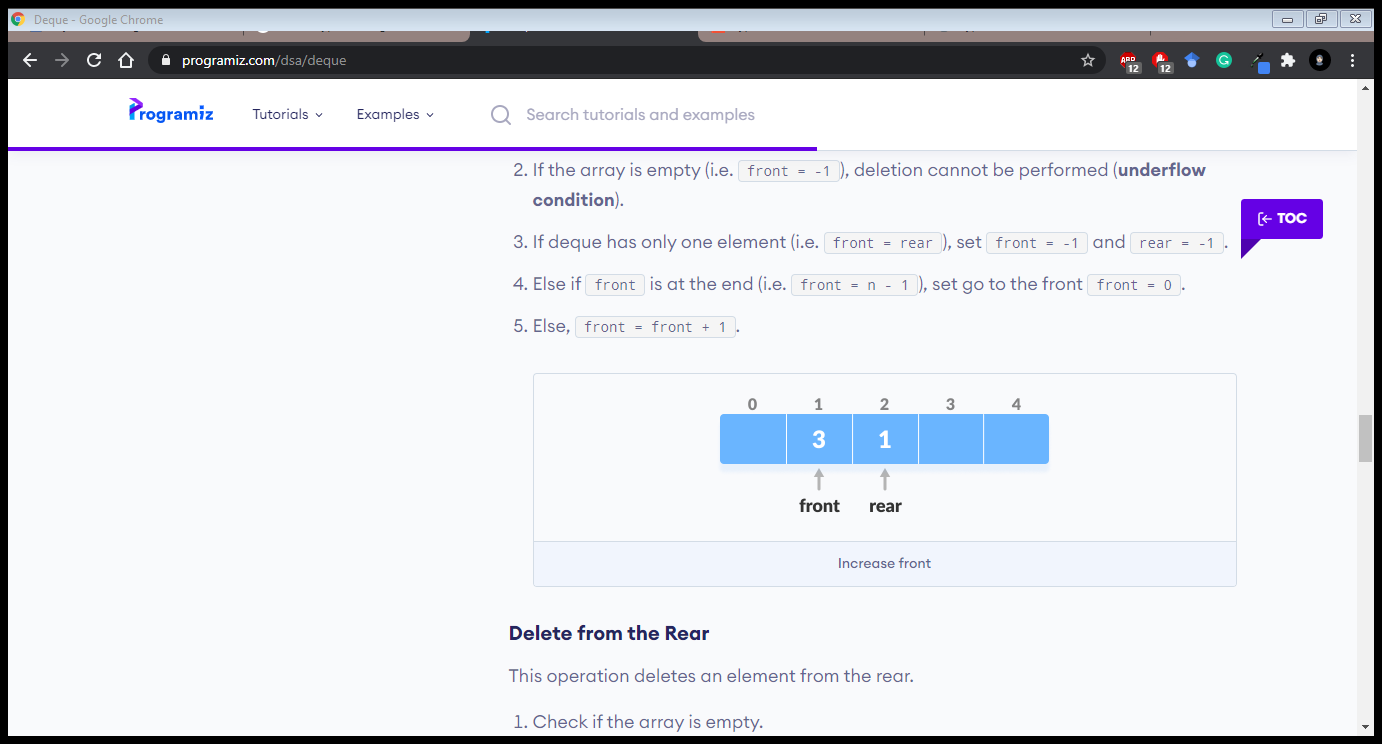 Deque - Google Chrome
programiz.com/dsa/deque
12
12
Programiz
Tutorials
Examples
Search tutorials and examples
2. If the array is empty (i.e. front = -1), deletion cannot be performed (underflow
condition).
TOC
3. If deque has only one element (i.e. front = rear), set front = -1 and rear = -1.
4. Else if front is at the end (i.e. front = n - 1), set go to the front front = 0.
5. Else, front = front + 1.
0 1 2 3 4
3 1
front rear
Increase front
Delete from the Rear
This operation deletes an element from the rear.
1. Check if the array is empty.